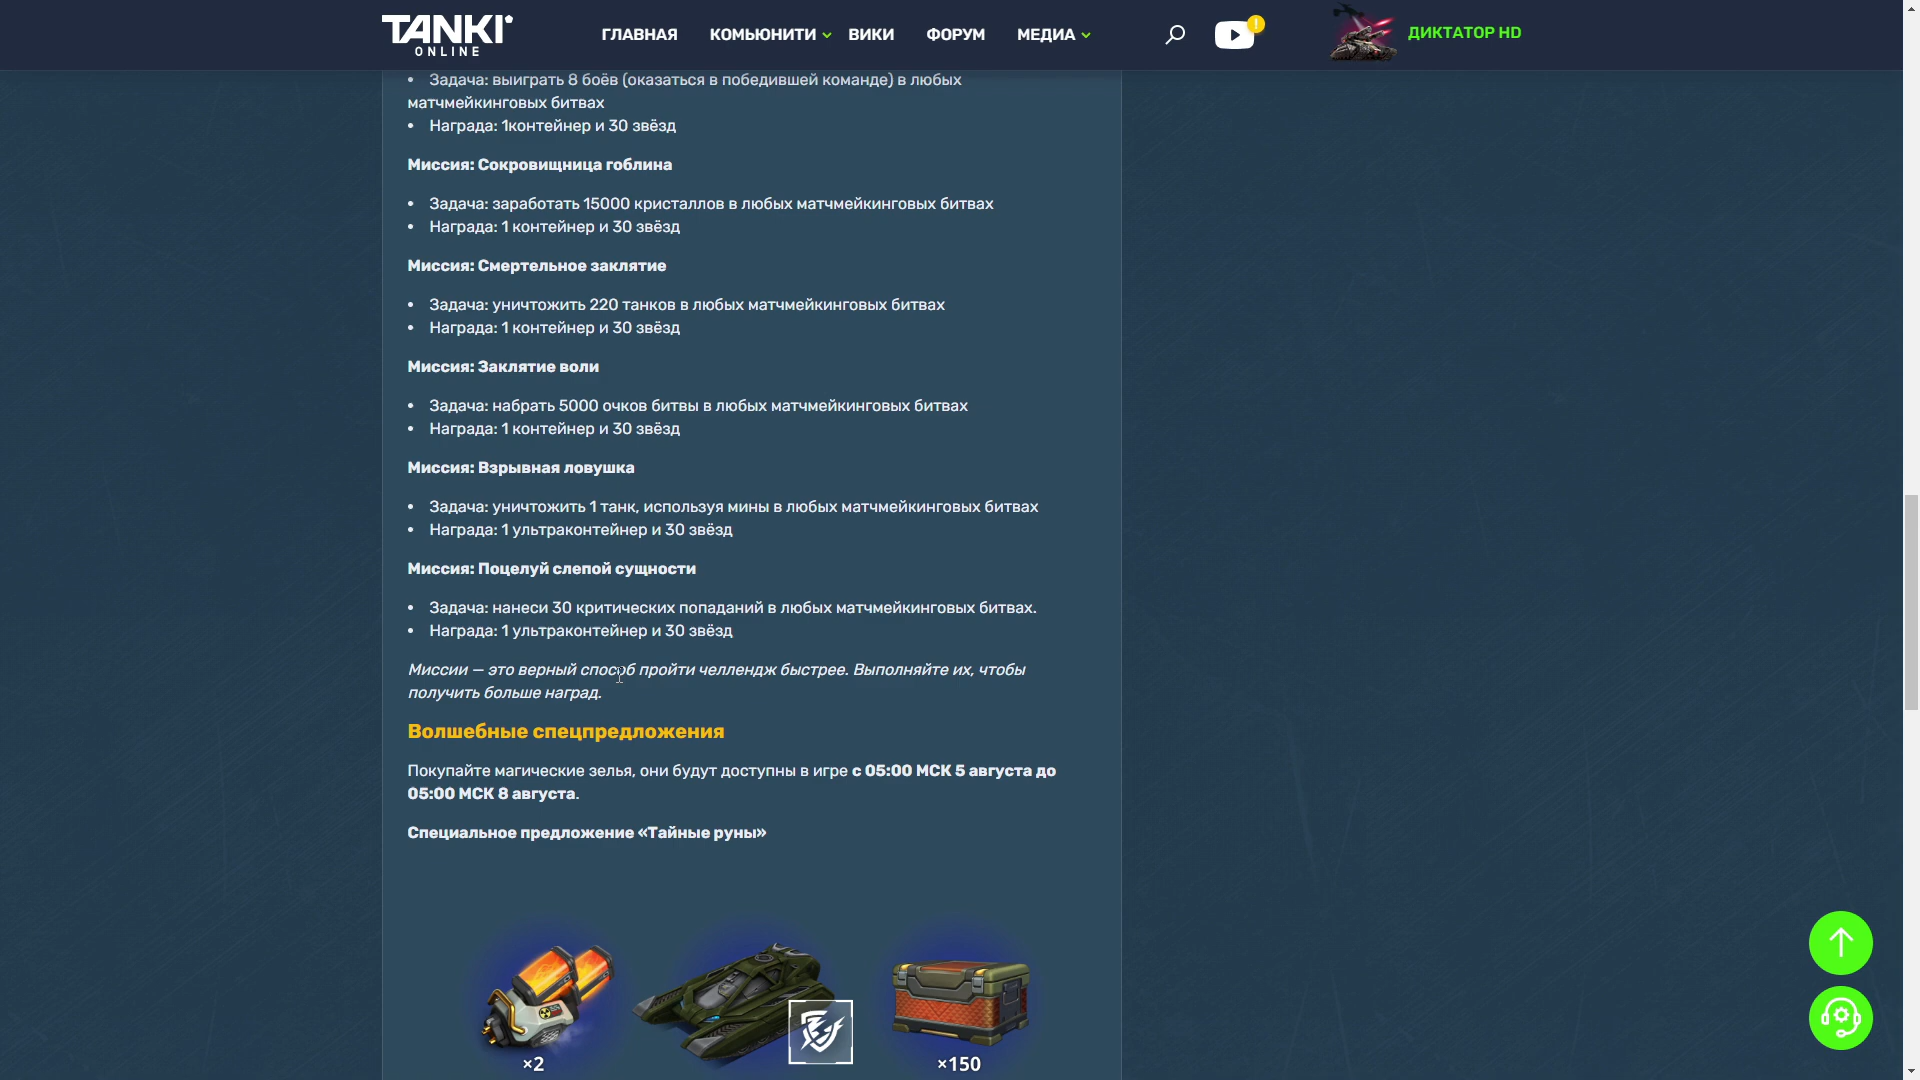 TANKI
ONLINE
ГЛАВНАЯ КОМЬЮНИТИ ВИКИ ФОРУМ МЕДИА ! ДИКТАТОР HD
• Задача: выиграть 8 боёв (оказаться в победившей команде) в любых
матчмейкинговых битвах
• Награда: 1контейнер и 30 звёзд
Миссия: Сокровищница гоблина
• Задача: заработать 15000 кристаллов в любых матчмейкинговых битвах
• Награда: 1 контейнер и 30 звёзд
Миссия: Смертельное заклятие
• Задача: уничтожить 220 танков в любых матчмейкинговых битвах
• Награда: 1 контейнер и 30 звёзд
Миссия: Заклятие воли
• Задача: набрать 5000 очков битвы в любых матчмейкинговых битвах
• Награда: 1 контейнер и 30 звёзд
Миссия: Взрывная ловушка
• Задача: уничтожить 1 танк, используя мины в любых матчмейкинговых битвах
• Награда: 1 ультраконтейнер и 30 звёзд
Миссия: Поцелуй слепой сущности
• Задача: нанеси 30 критических попаданий в любых матчмейкинговых битвах.
• Награда: 1 ультраконтейнер и 30 звёзд
Миссии — это верный способ пройти челлендж быстрее. Выполняйте их, чтобы
получить больше наград.
Волшебные спецпредложения
Покупайте магические зелья, они будут доступны в игре с 05:00 МСК 5 августа до
05:00 МСК 8 августа.
Специальное предложение «Тайные руны»
×2 ×150